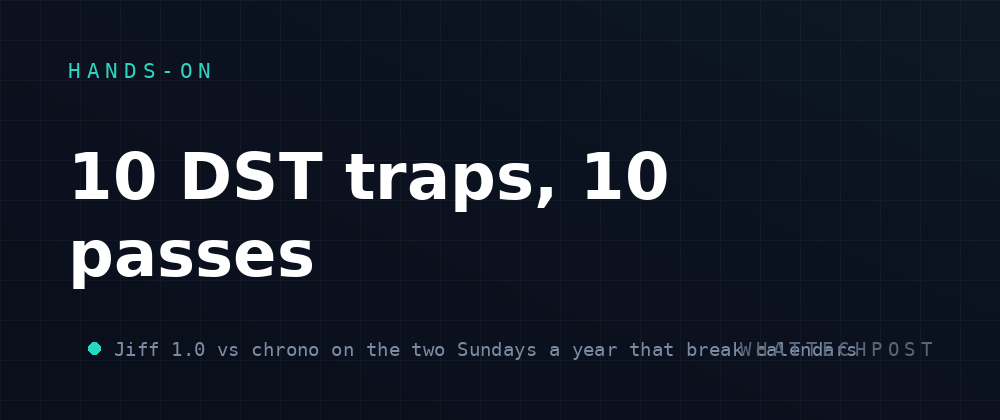 HANDS-ON
10 DST traps, 10
passes
Jiff 1.0 vs chrono on the two Sundays a year that break calendars
WHATTECHPOST